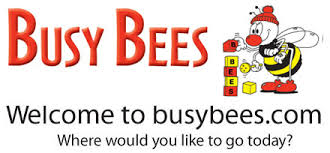 BUSY BEES
B
BEES
Welcome to busybees.com
Where would you like to go today?